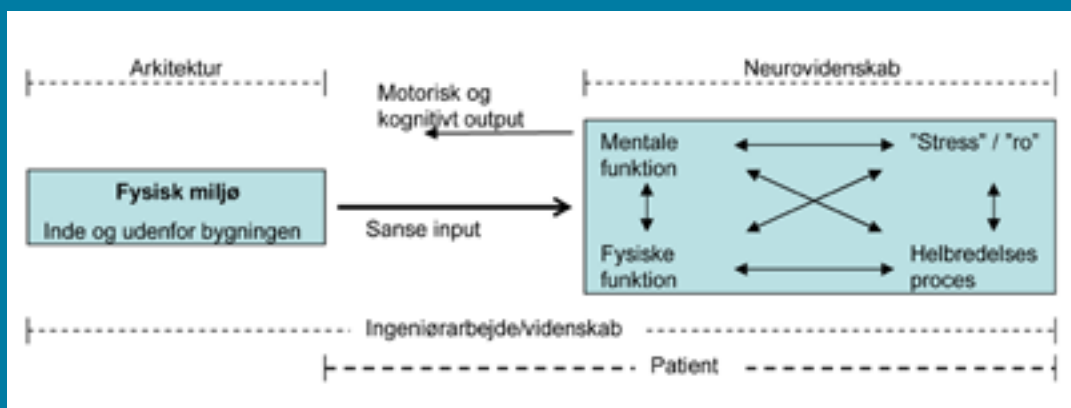 Arkitektur
Neurovidenskab
Motorisk og
kognitivt output
Fysisk miljø
Inde og udenfor bygningen
Sanse input
Mentale
funktion
"Stress" / "ro"
Fysiske
funktion
Helbredelses
proces
Ingeniørarbejde/videnskab
Patient